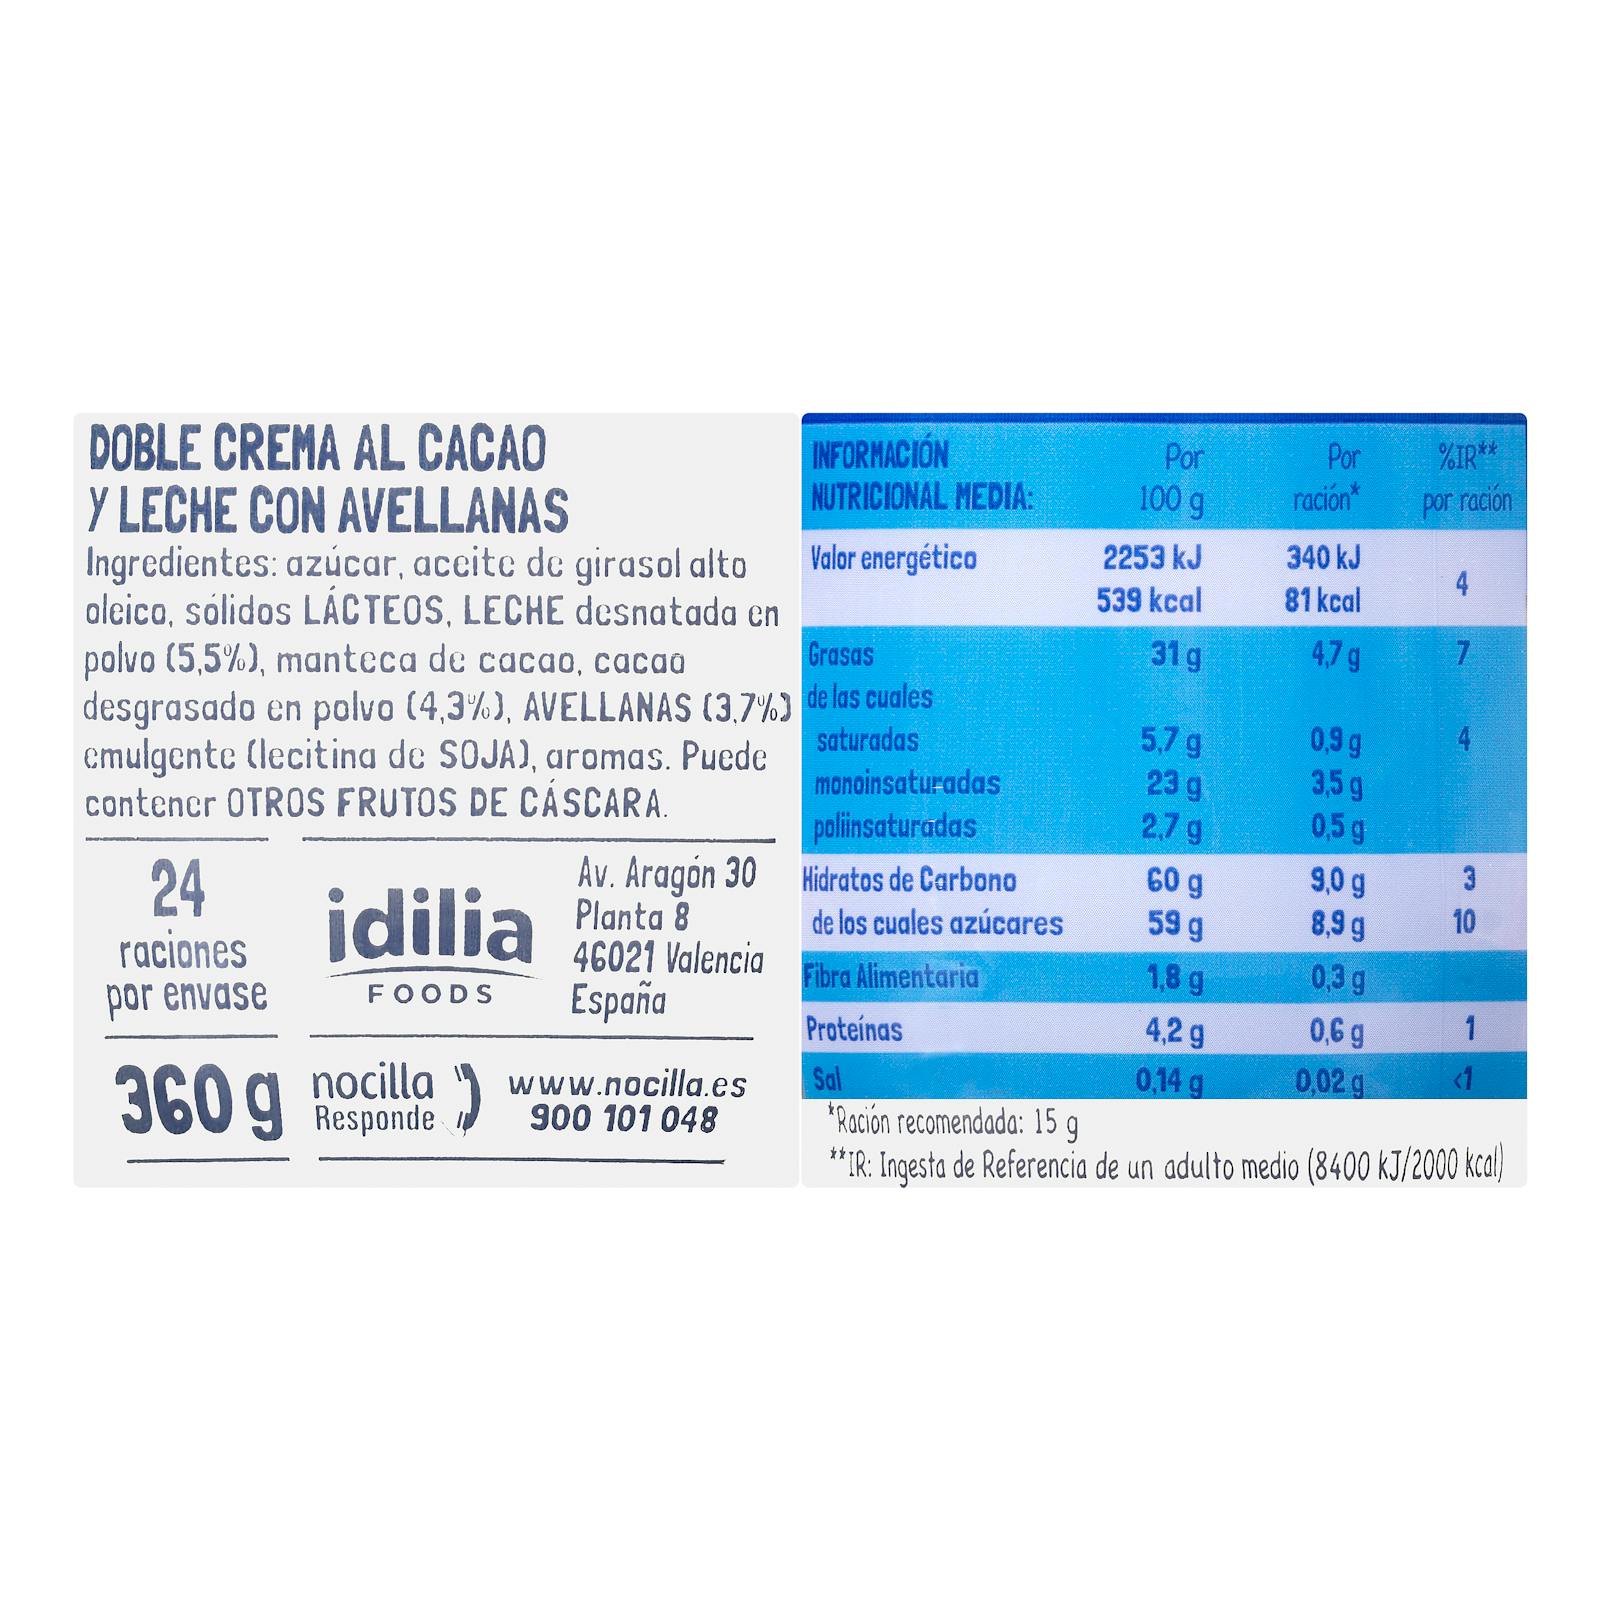 DOBLE CREMA AL CACAO
Y LECHE CON AVELLANAS
Ingredientes: azúcar, aceite de girasol alto
oleico, sólidos LÁCTEOS, LECHE desnatada en
polvo (5,5%), manteca de cacao, cacao
desgrasado en polvo (4,3%), AVELLANAS (3,7%)
emulgente (lecitina de SOJA), aromas. Puede
contener OTROS FRUTOS DE CÁSCARA.
24
raciones
por envase
idilia
FOODS
Av. Aragón 30
Planta 8
46021 Valencia
España
360 g
nocilla
Responde
www.nocilla.es
900 101 048
INFORMACIÓN NUTRICIONAL MEDIA: Por 100 g Por ración* %IR** por ración
Valor energético 2253 kJ 340 kJ 4
539 kcal 81 kcal
Grasas 31 g 4,7 g 7
de las cuales
saturadas 5,7 g 0,9 g 4
monoinsaturadas 23 g 3,5 g
poliinsaturadas 2,7 g 0,5 g
Hidratos de Carbono 60 g 9,0 g 3
de los cuales azúcares 59 g 8,9 g 10
Fibra Alimentaria 1,8 g 0,3 g
Proteínas 4,2 g 0,6 g 1
Sal 0,14 g 0,02 g <1
*Ración recomendada: 15 g
**IR: Ingesta de Referencia de un adulto medio (8400 kJ/2000 kcal)